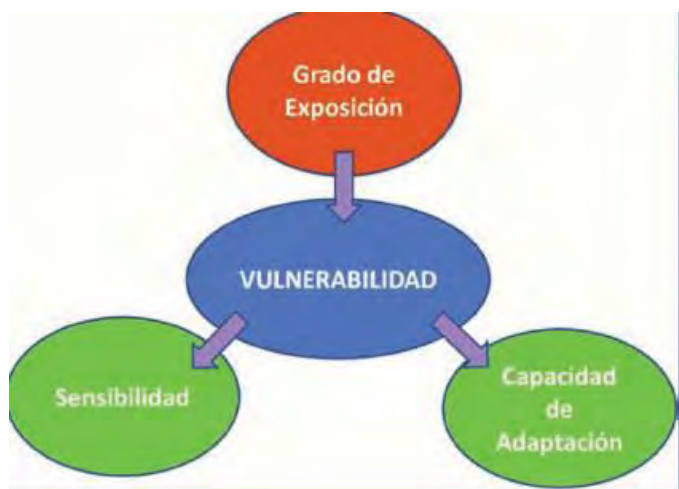 Grado de
Exposición
VULNERABILIDAD
Sensibilidad
Capacidad
de
Adaptación